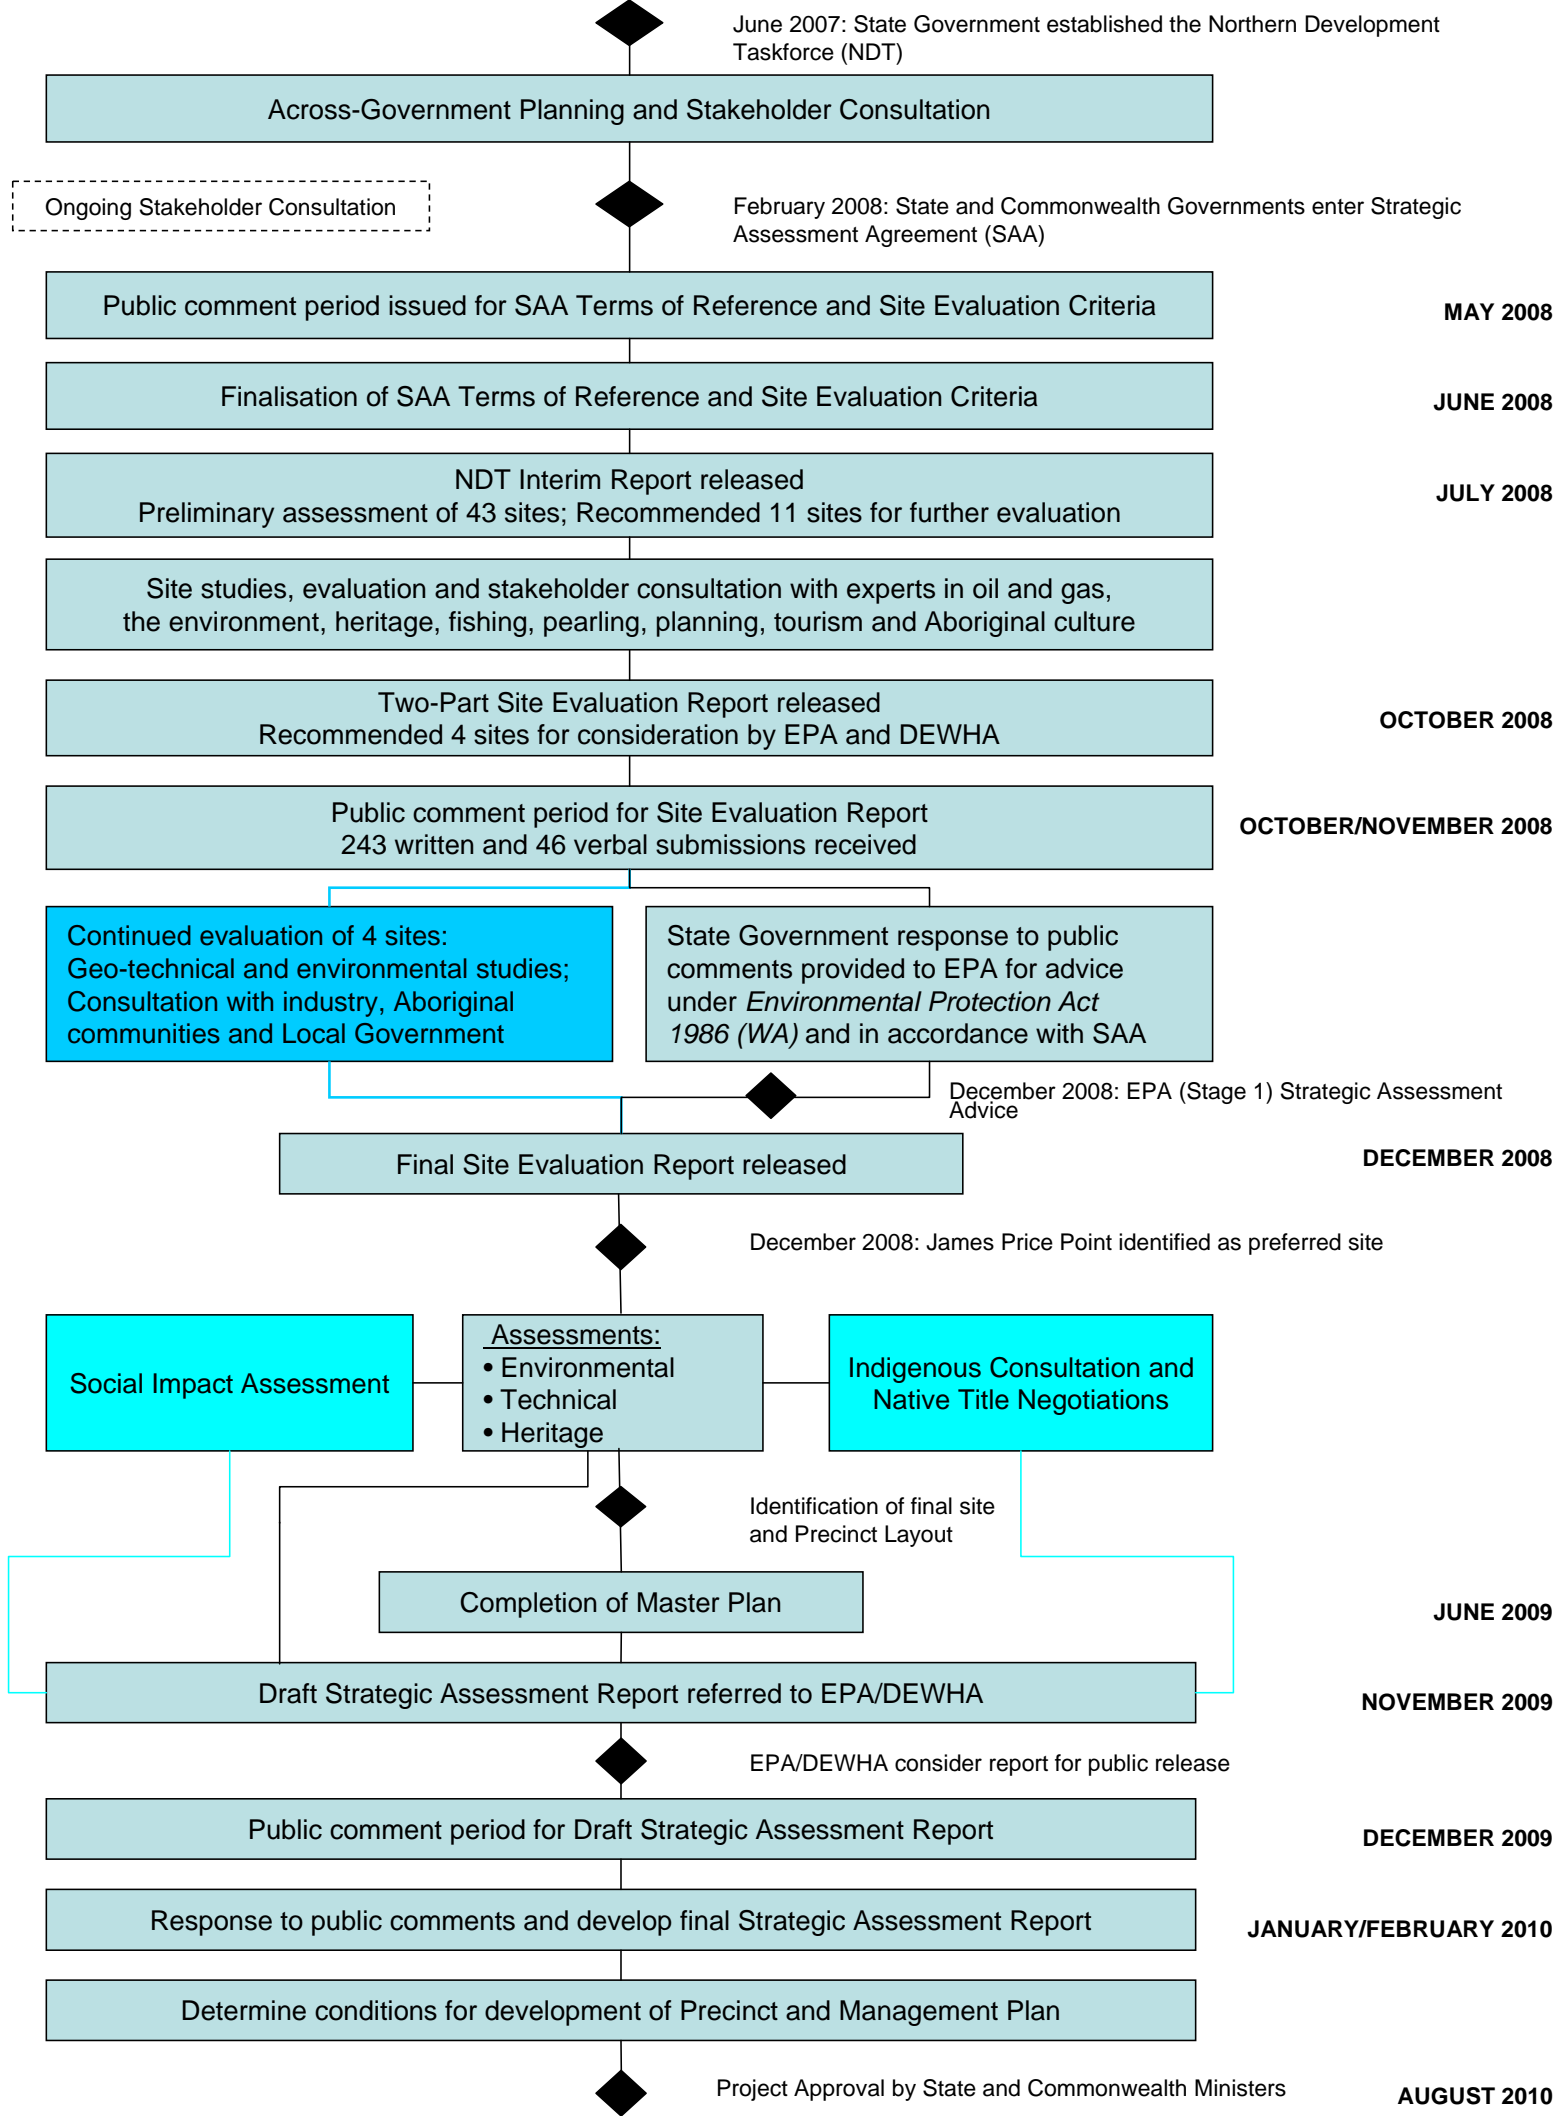 June 2007: State Government established the Northern Development
Taskforce (NDT)
Across-Government Planning and Stakeholder Consultation
Ongoing Stakeholder Consultation
February 2008: State and Commonwealth Governments enter Strategic
Assessment Agreement (SAA)
Public comment period issued for SAA Terms of Reference and Site Evaluation Criteria
MAY 2008
Finalisation of SAA Terms of Reference and Site Evaluation Criteria
JUNE 2008
NDT Interim Report released
Preliminary assessment of 43 sites; Recommended 11 sites for further evaluation
JULY 2008
Site studies, evaluation and stakeholder consultation with experts in oil and gas,
the environment, heritage, fishing, pearling, planning, tourism and Aboriginal culture
Two-Part Site Evaluation Report released
Recommended 4 sites for consideration by EPA and DEWHA
OCTOBER 2008
Public comment period for Site Evaluation Report
243 written and 46 verbal submissions received
OCTOBER/NOVEMBER 2008
Continued evaluation of 4 sites:
Geo-technical and environmental studies;
Consultation with industry, Aboriginal
communities and Local Government
State Government response to public
comments provided to EPA for advice
under Environmental Protection Act
1986 (WA) and in accordance with SAA
December 2008: EPA (Stage 1) Strategic Assessment
Advice
Final Site Evaluation Report released
DECEMBER 2008
December 2008: James Price Point identified as preferred site
Social Impact Assessment
Assessments:
• Environmental
• Technical
• Heritage
Indigenous Consultation and
Native Title Negotiations
Identification of final site
and Precinct Layout
Completion of Master Plan
JUNE 2009
Draft Strategic Assessment Report referred to EPA/DEWHA
NOVEMBER 2009
EPA/DEWHA consider report for public release
Public comment period for Draft Strategic Assessment Report
DECEMBER 2009
Response to public comments and develop final Strategic Assessment Report
JANUARY/FEBRUARY 2010
Determine conditions for development of Precinct and Management Plan
Project Approval by State and Commonwealth Ministers
AUGUST 2010